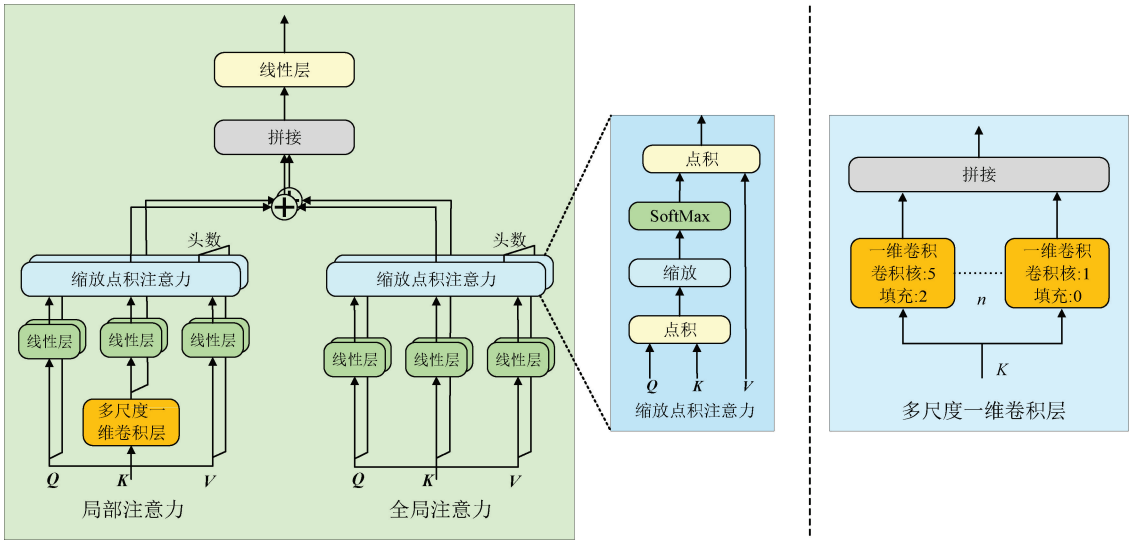 线性层
拼接
头数
缩放点积注意力
线性层
线性层
线性层
多尺度一
维卷积层
Q
K
V
局部注意力
头数
缩放点积注意力
线性层
线性层
线性层
Q
K
V
全局注意力
点积
SoftMax
缩放
点积
Q
K
V
缩放点积注意力
拼接
一维卷积
卷积核:5
填充:2
n
一维卷积
卷积核:1
填充:0
K
多尺度一维卷积层